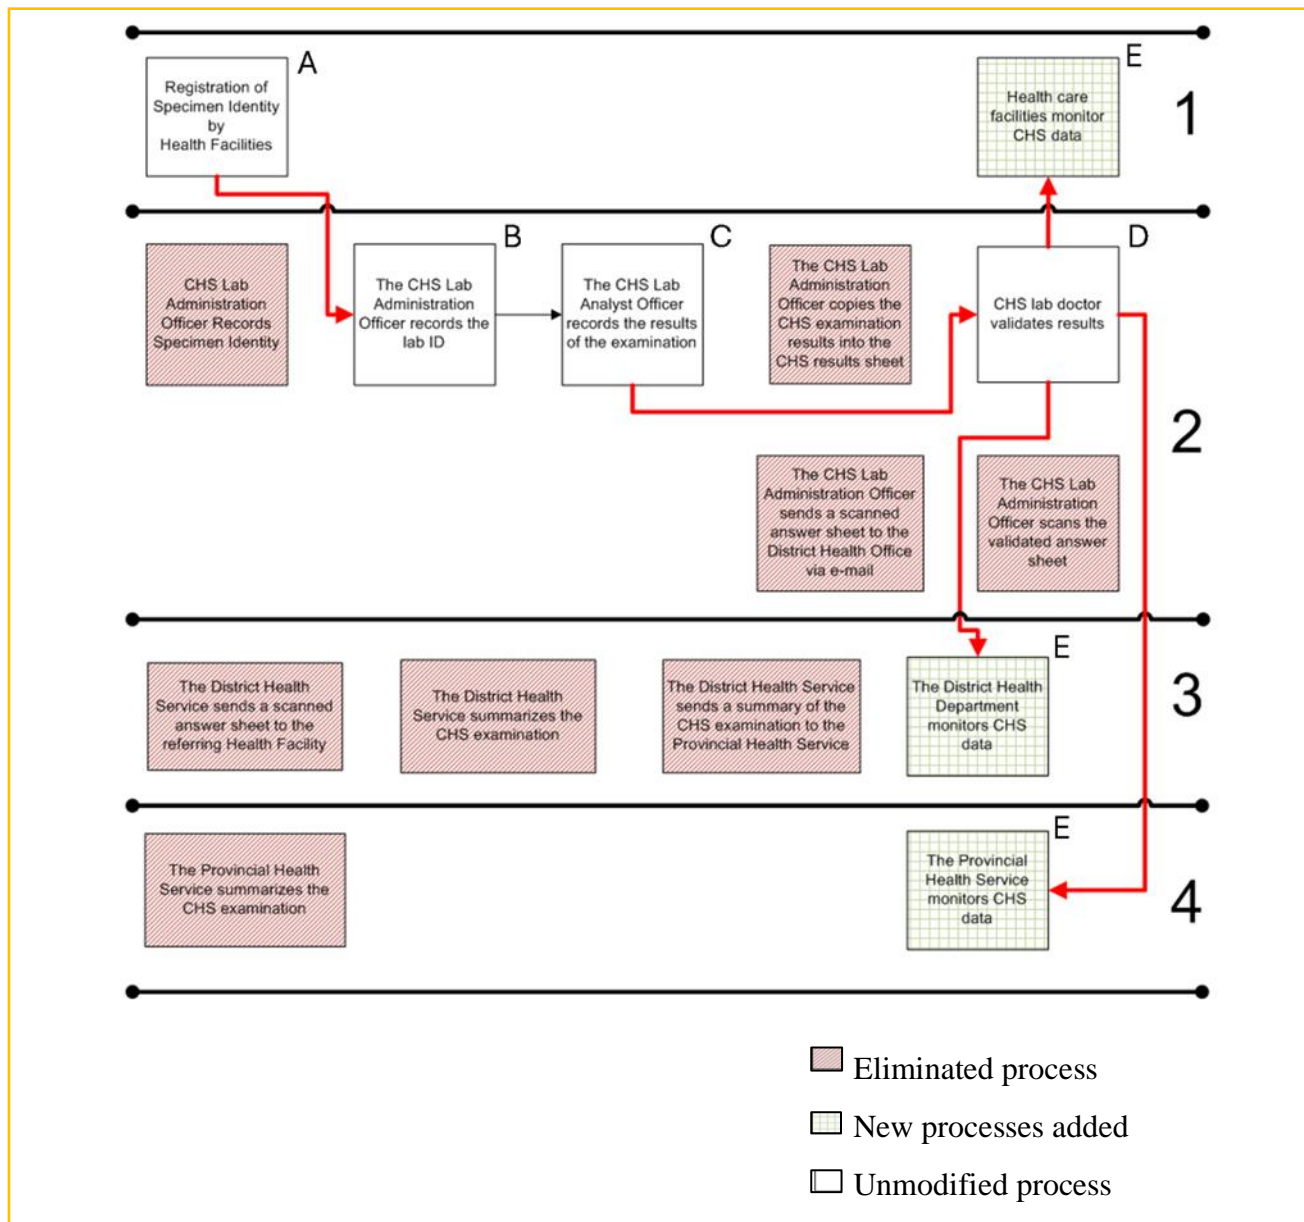 A
Registration of
Specimen Identity
by
Health Facilities
E
Health care
facilities monitor
CHS data
1
CHS Lab
Administration
Officer Records
Specimen Identity
B
The CHS Lab
Administration
Officer records the
lab ID
C
The CHS Lab
Analyst Officer
records the results
of the examination
The CHS Lab
Administration
Officer copies the
CHS examination
results into the
CHS results sheet
D
CHS lab doctor
validates results
2
The CHS Lab
Administration Officer
sends a scanned
answer sheet to the
District Health Office
via e-mail
The CHS Lab
Administration
Officer scans the
validated answer
sheet
The District Health
Service sends a scanned
answer sheet to the
referring Health Facility
The District Health
Service summarizes the
CHS examination
The District Health Service
sends a summary of the
CHS examination to the
Provincial Health Service
E
The District Health
Department
monitors CHS
data
3
The Provincial Health
Service summarizes the
CHS examination
E
The Provincial
Health Service
monitors CHS
data
4
Eliminated process
New processes added
Unmodified process